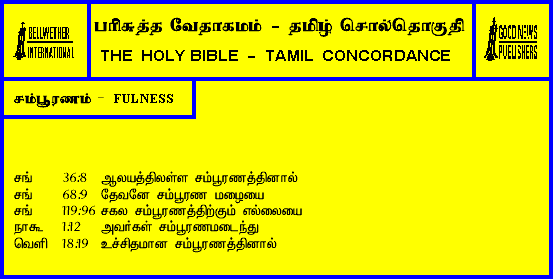 BELLWETHER
INTERNATIONAL
பரிசுத்த வேதாகமம் - தமிழ் சொல்தொகுதி
THE HOLY BIBLE - TAMIL CONCORDANCE
GOOD NEWS
PUBLISHERS
சம்பூரணம் - FULNESS
சங் 36:8 ஆலயத்திலள்ள சம்பூரணத்தினால்
சங் 68.9 தேவனே சம்பூரண மழையை
சங் 119:96 சகல சம்பூரணத்திற்கும் எல்லையை
நாகூ 1:12 அவர்கள் சம்பூரணமடைந்து
வெளி 18:19 உச்சிதமான சம்பூரணத்தினால்